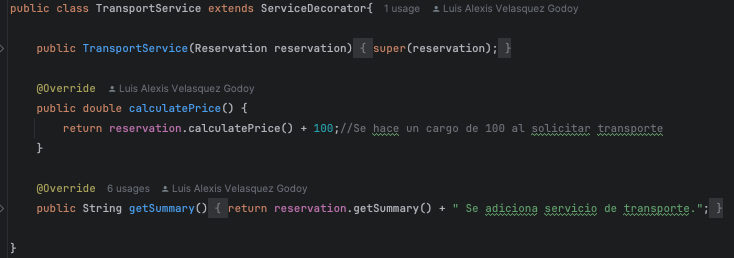 public class TransportService extends ServiceDecorator{ 1 usage Luis Alexis Velasquez Godoy
public TransportService(Reservation reservation) { super(reservation); }
@Override Luis Alexis Velasquez Godoy
public double calculatePrice() {
return reservation.calculatePrice() + 100;//Se hace un cargo de 100 al solicitar transporte
}
@Override 6 usages Luis Alexis Velasquez Godoy
public String getSummary() { return reservation.getSummary() + " Se adiciona servicio de transporte."; }
}